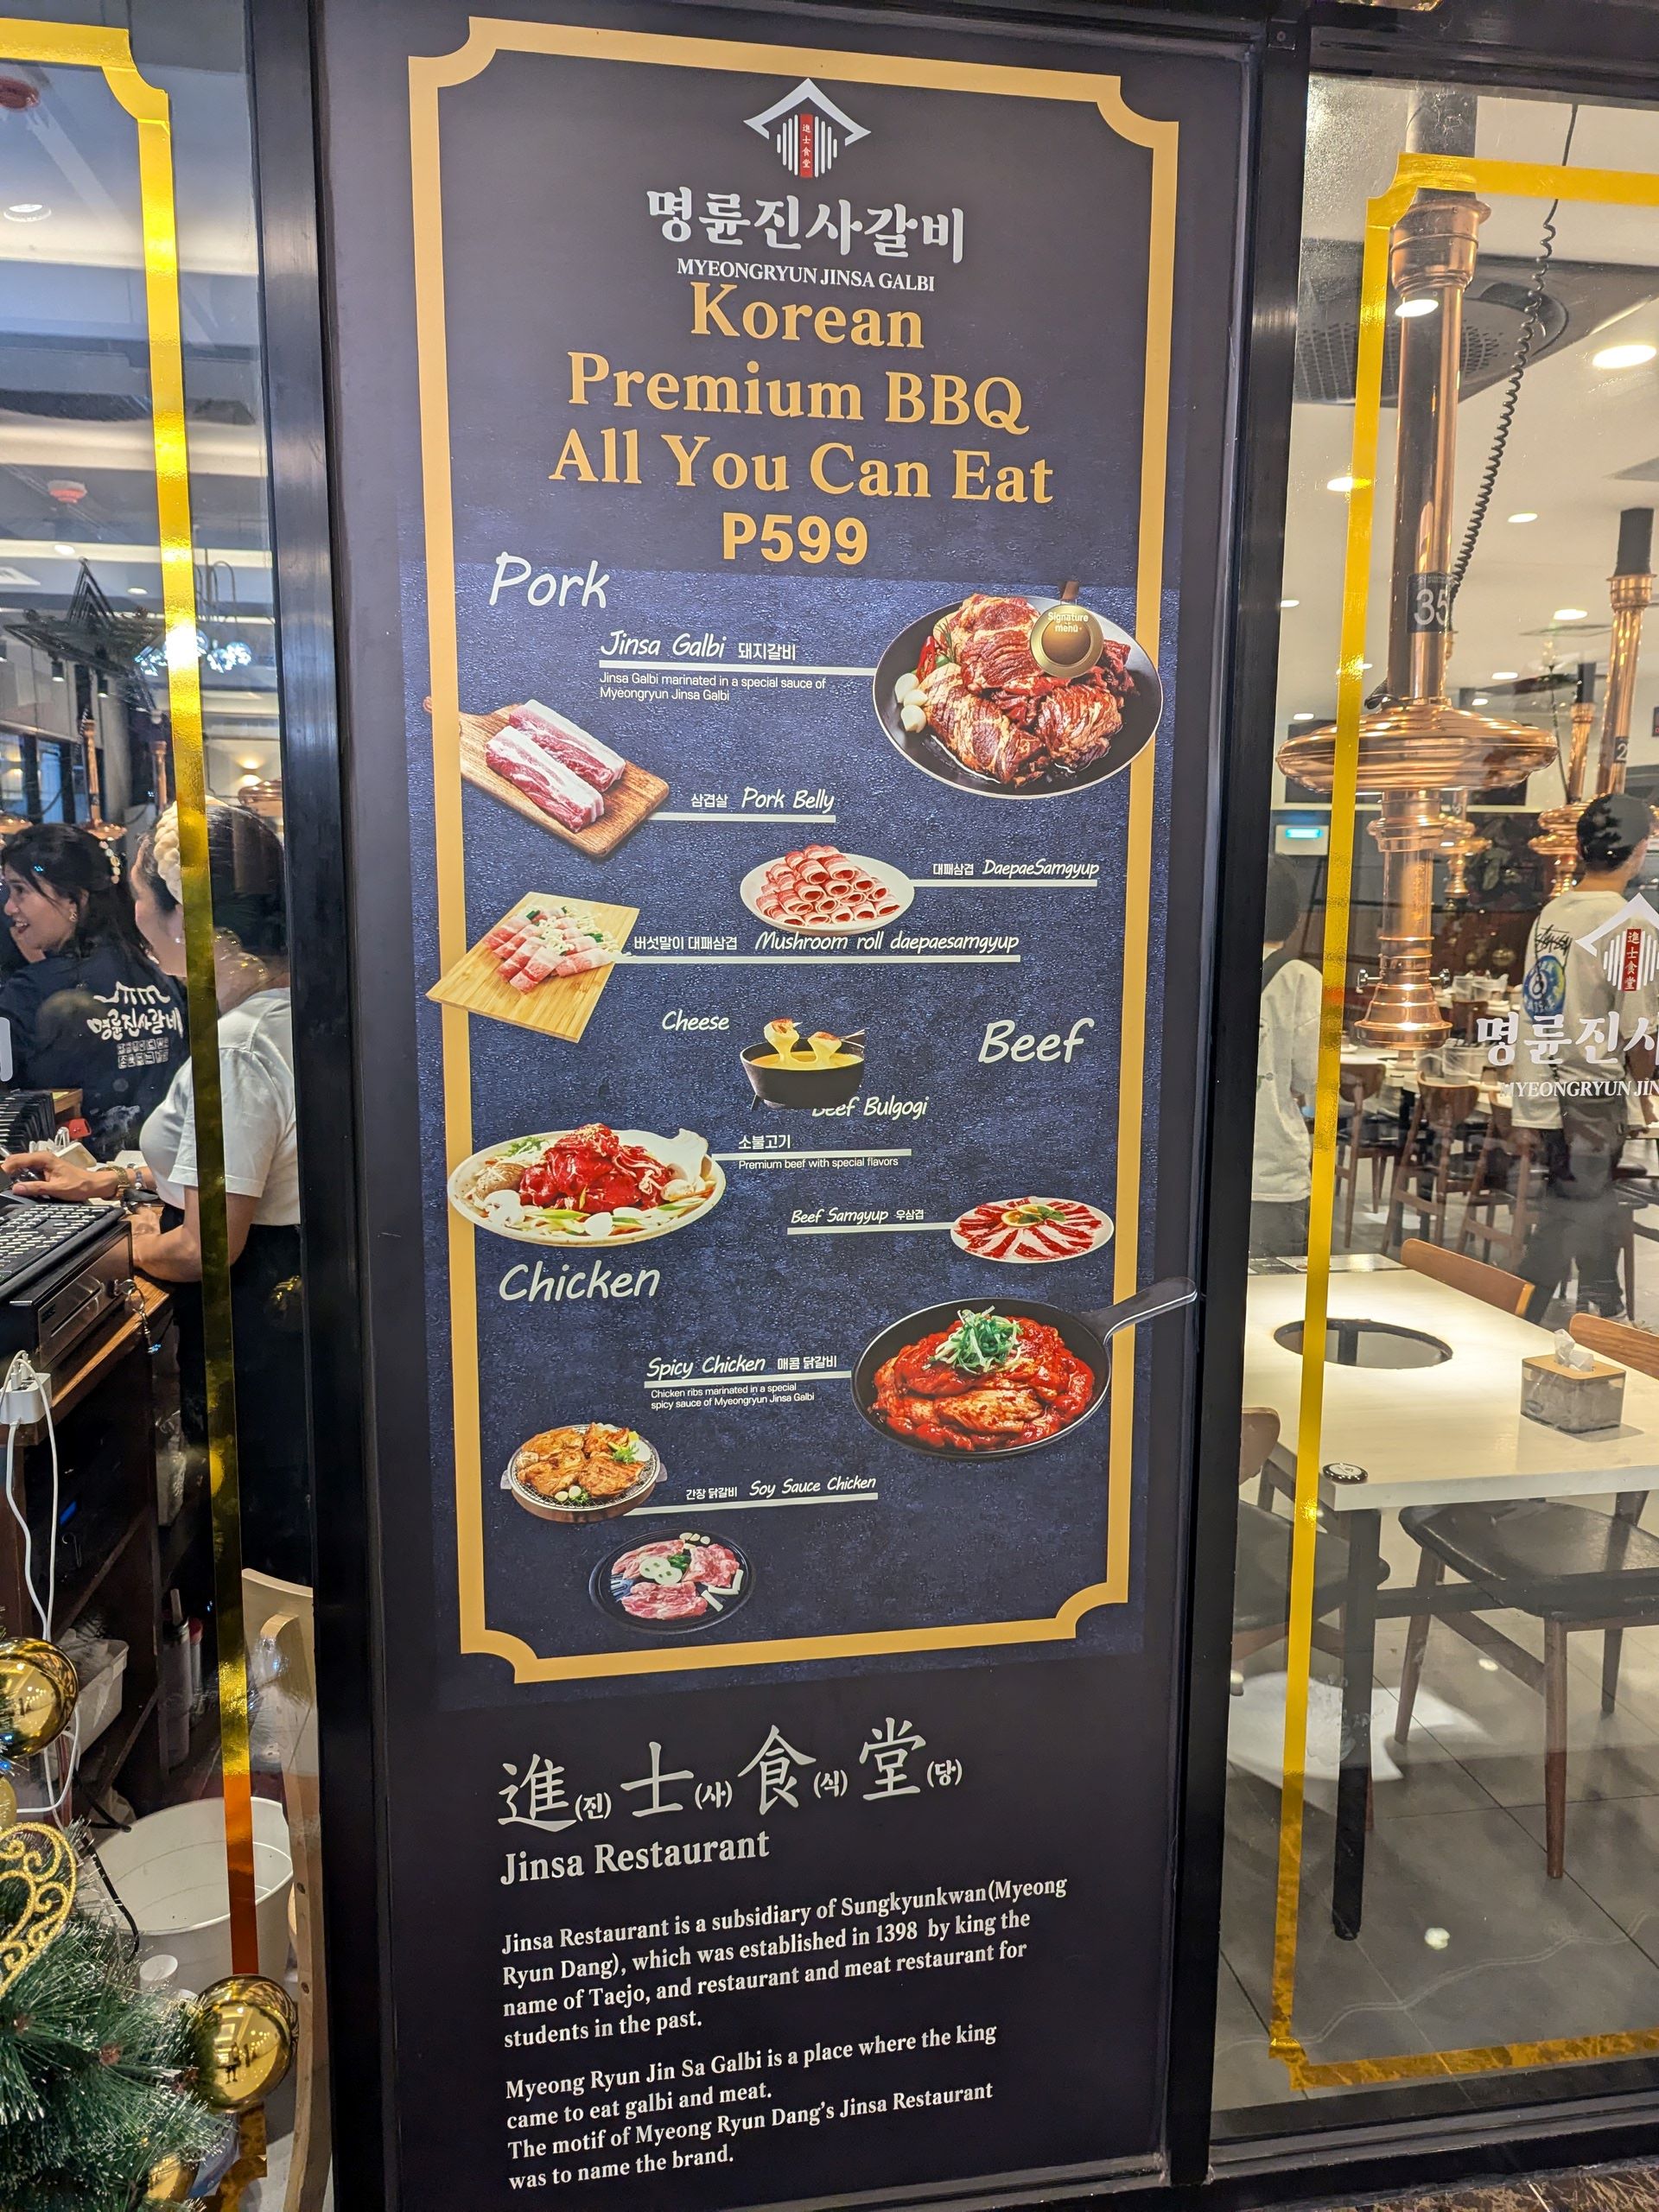 進士食堂
명륜진사갈비
MYEONGRYUN JINSA GALBI
Korean
Premium BBQ
All You Can Eat
P599
Pork
Signature
menu
Jinsa Galbi 돼지갈비
Jinsa Galbi marinated in a special sauce of
Myeongryun Jinsa Galbi
삼겹살 Pork Belly
대패삼겹 DaepaeSamgyup
버섯말이 대패삼겹 Mushroom roll daepaesamgyup
Cheese
Beef
Beef Bulgogi
소불고기
Premium beef with special flavors
Beef Samgyup 우삼겹
Chicken
Spicy Chicken 매콤 닭갈비
Chicken ribs marinated in a special
spicy sauce of Myeongryun Jinsa Galbi
간장 닭갈비 Soy Sauce Chicken
進(진) 士(사) 食(식) 堂(당)
Jinsa Restaurant
Jinsa Restaurant is a subsidiary of Sungkyunkwan(Myeong
Ryun Dang), which was established in 1398 by king the
name of Taejo, and restaurant and meat restaurant for
students in the past.
Myeong Ryun Jin Sa Galbi is a place where the king
came to eat galbi and meat.
The motif of Myeong Ryun Dang's Jinsa Restaurant
was to name the brand.
명륜진사갈비
35
2
進士食堂
명륜진사
MYEONGRYUN JIN